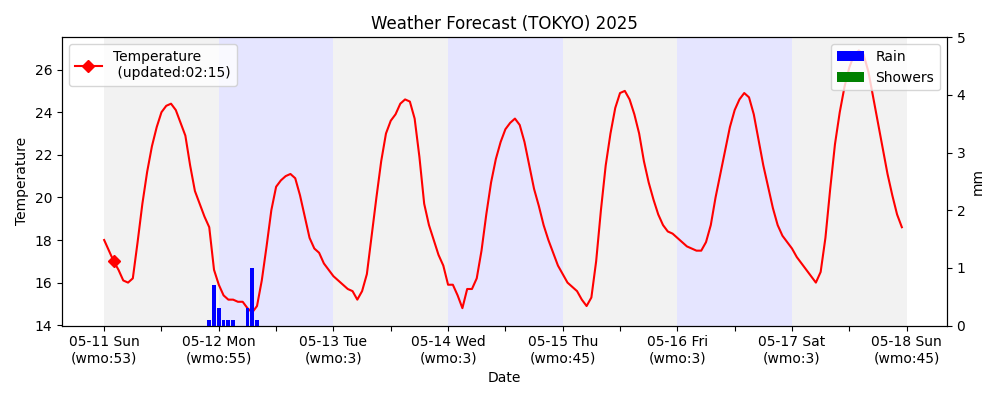 Weather Forecast (TOKYO) 2025
Temperature
(updated:02:15)
Rain
Showers
Temperature
26
24
22
20
18
16
14
5
4
3
2
1
0
mm
05-11 Sun
(wmo:53)
05-12 Mon
(wmo:55)
05-13 Tue
(wmo:3)
05-14 Wed
(wmo:3)
05-15 Thu
(wmo:45)
05-16 Fri
(wmo:3)
05-17 Sat
(wmo:3)
05-18 Sun
(wmo:45)
Date